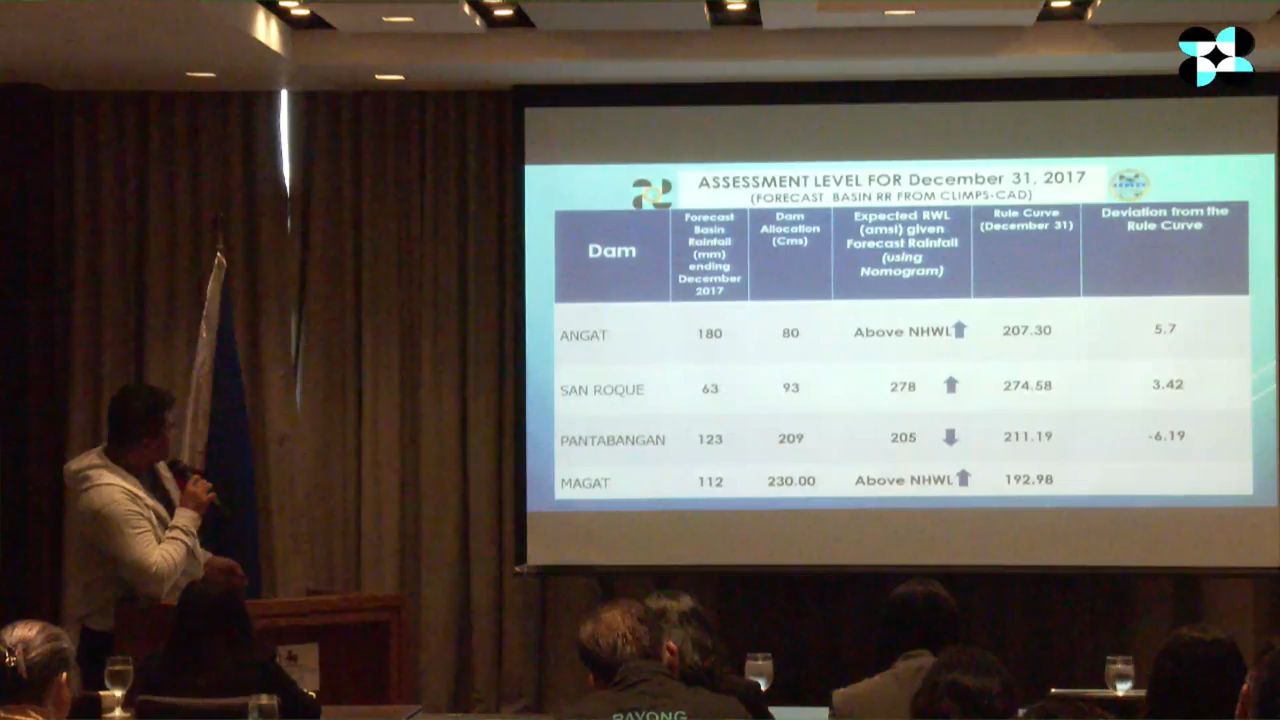 ASSESSMENT LEVEL FOR December 31, 2017
(FORECAST BASIN RR FROM CLIMPS-CAD)
Dam
Forecast
Basin
Rainfall
(mm)
ending
December
2017
Dam
Allocation
(Cms)
Expected RWL
(amsl) given
Forecast Rainfall
(using
Nomogram)
Rule Curve
(December 31)
Deviation from the
Rule Curve
ANGAT 180 80 Above NHWL 207.30 5.7
SAN ROQUE 63 93 278 274.58 3.42
PANTABANGAN 123 209 205 211.19 -6.19
MAGAT 112 230.00 Above NHWL 192.98
PAYONG